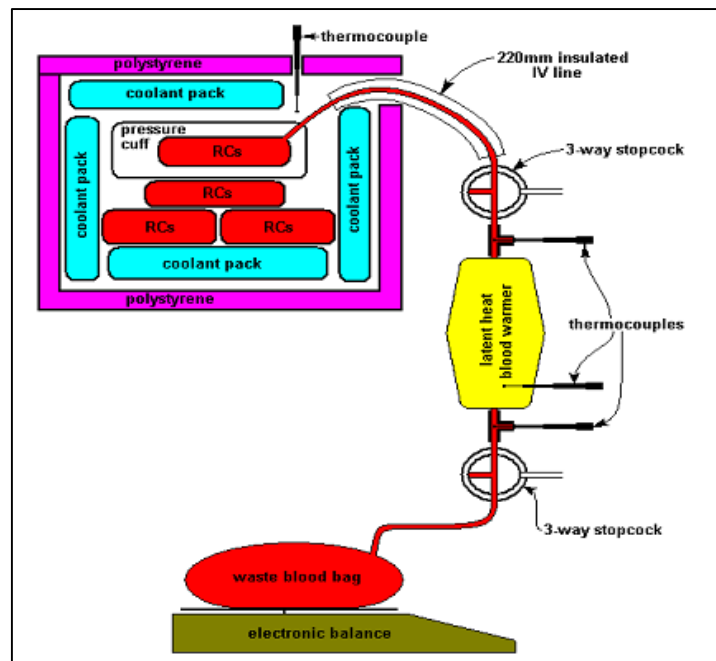 thermocouple
polystyrene
220mm insulated
IV line
coolant pack
pressure
cuff
RCs
3-way stopcock
coolant pack
coolant pack
RCs
RCs
RCs
coolant pack
polystyrene
latent heat
blood warmer
thermocouples
3-way stopcock
waste blood bag
electronic balance